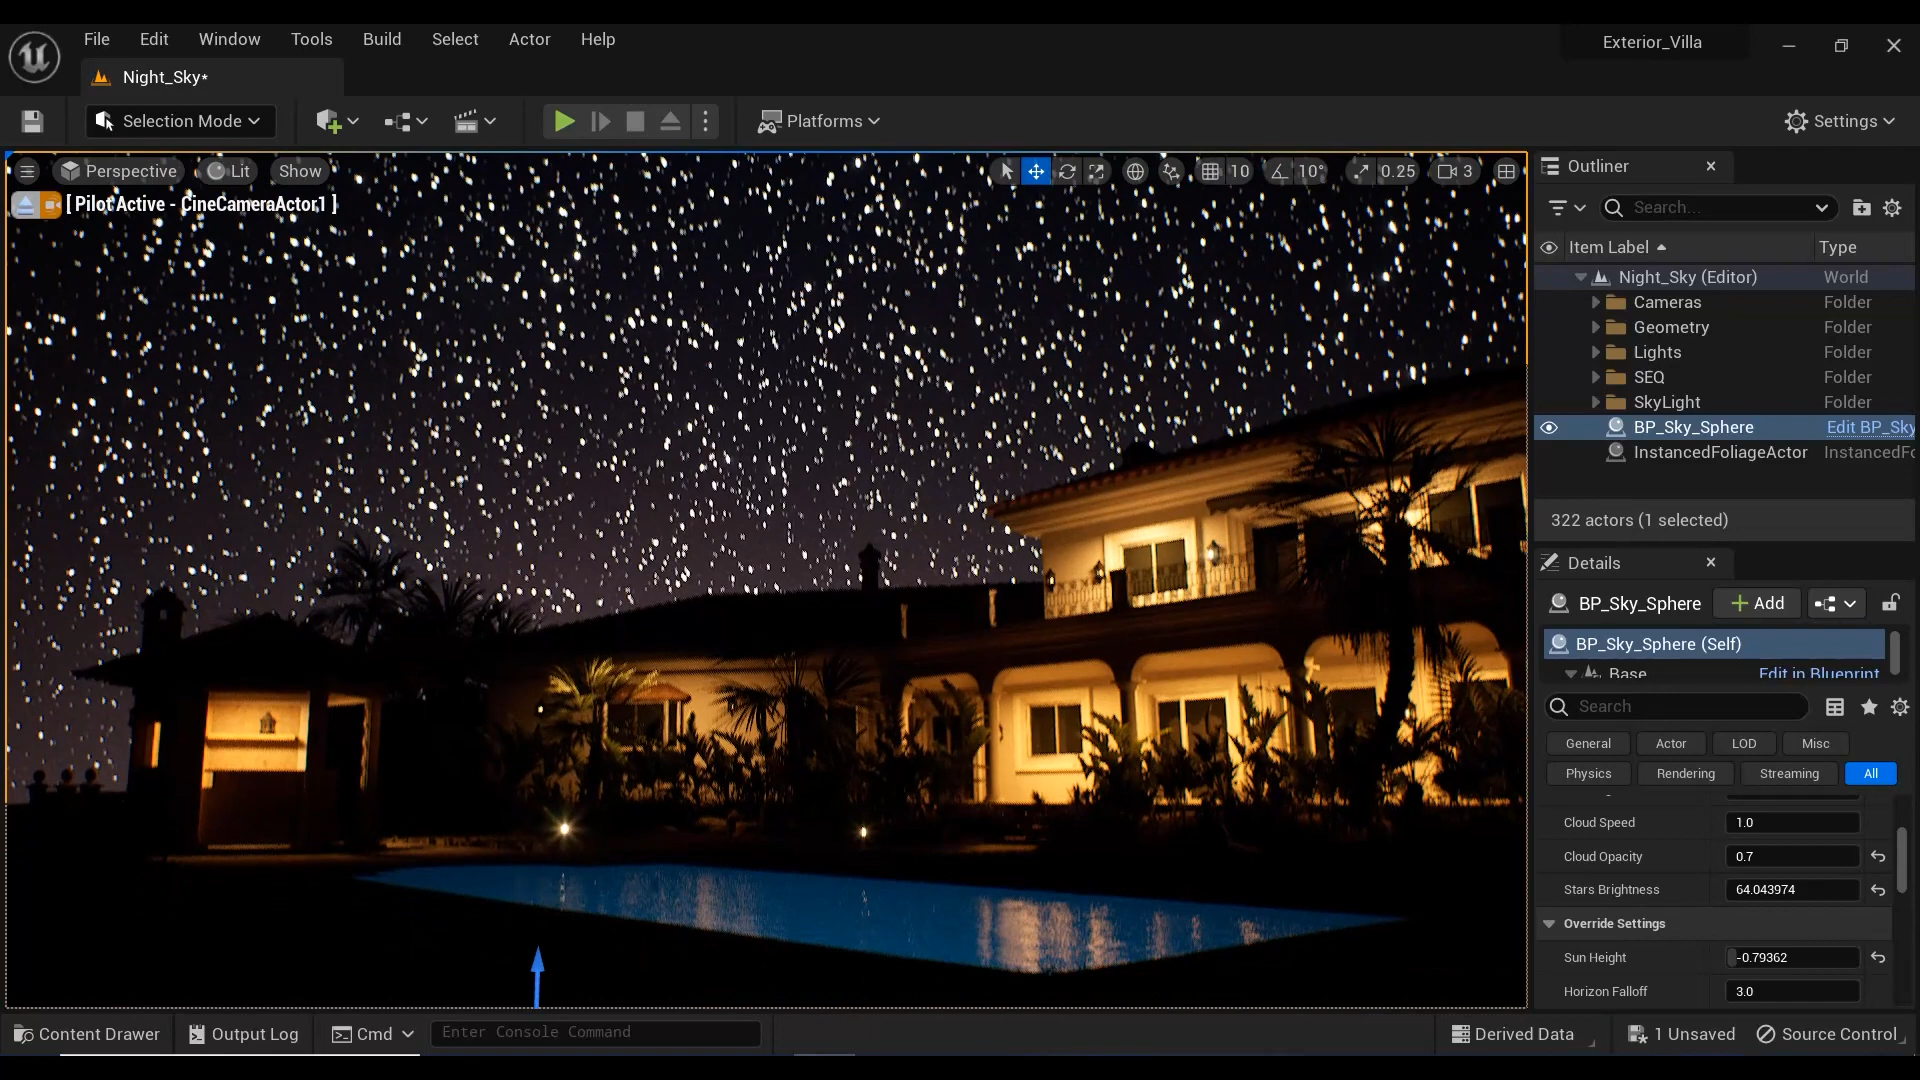 File Edit Window Tools Build Select Actor Help
Exterior_Villa
Night_Sky*
Selection Mode
Platforms
Settings
Perspective Lit Show
10 10° 0.25 3
[ Pilot Active - CineCameraActor1 ]
Outliner
Search...
Item Label Type
Night_Sky (Editor) World
Cameras Folder
Geometry Folder
Lights Folder
SEQ Folder
SkyLight Folder
BP_Sky_Sphere Edit BP_Sky
InstancedFoliageActor InstancedFo
322 actors (1 selected)
Details
BP_Sky_Sphere Add
BP_Sky_Sphere (Self)
Base Edit in Blueprint
Search
General Actor LOD Misc
Physics Rendering Streaming All
Cloud Speed 1.0
Cloud Opacity 0.7
Stars Brightness 64.043974
Override Settings
Sun Height -0.79362
Horizon Falloff 3.0
Content Drawer Output Log Cmd Enter Console Command Derived Data 1 Unsaved Source Control